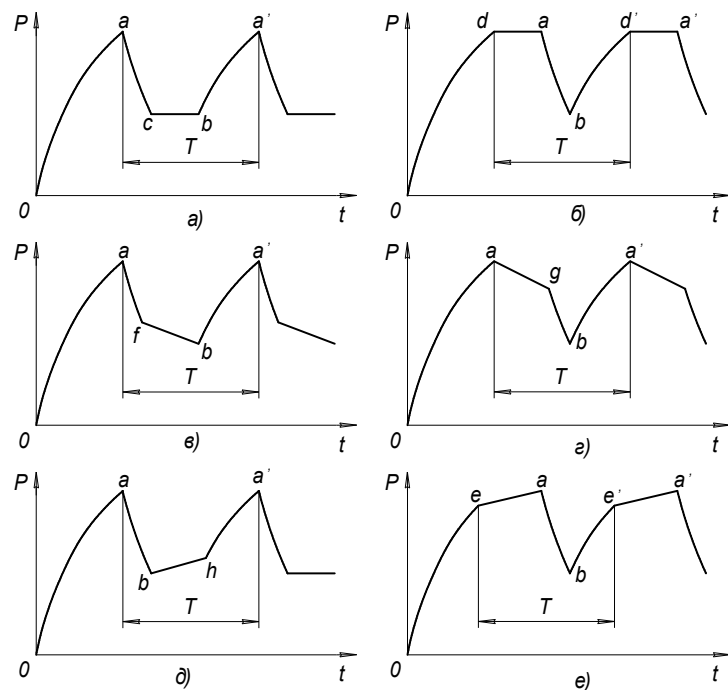 P a a' P d a d' a'
c b b
T T
0 а) t 0 б) t
P a a' P a g a'
f b b
T T
0 в) t 0 г) t
P a a' P e a e' a'
b h b
T T
0 д) t 0 е) t